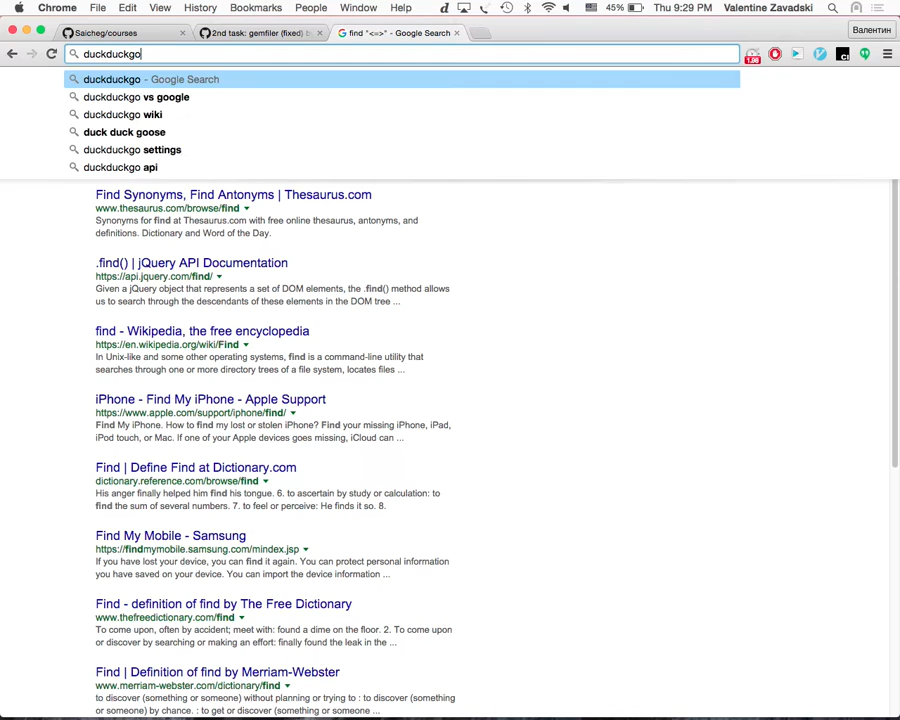 Chrome File Edit View History Bookmarks People Window Help 45% Thu 7:29 PM Valentine Zavadski
Saicheg/courses
2nd task: gemfiler (fixed) b
find "<=>" - Google Search
Валентин
duckduckgo
1.98
duckduckgo - Google Search
duckduckgo vs google
duckduckgo wiki
duck duck goose
duckduckgo settings
duckduckgo api
Find Synonyms, Find Antonyms | Thesaurus.com
www.thesaurus.com/browse/find
Synonyms for find at Thesaurus.com with free online thesaurus, antonyms, and
definitions. Dictionary and Word of the Day.
.find() | jQuery API Documentation
https://api.jquery.com/find/
Given a jQuery object that represents a set of DOM elements, the .find() method allows
us to search through the descendants of these elements in the DOM tree ...
find - Wikipedia, the free encyclopedia
https://en.wikipedia.org/wiki/Find
In Unix-like and some other operating systems, find is a command-line utility that
searches through one or more directory trees of a file system, locates files ...
iPhone - Find My iPhone - Apple Support
https://www.apple.com/support/iphone/find/
Find My iPhone. How to find my lost or stolen iPhone? Find your missing iPhone, iPad,
iPod touch, or Mac. If one of your Apple devices goes missing, iCloud can ...
Find | Define Find at Dictionary.com
dictionary.reference.com/browse/find
His anger finally helped him find his tongue. 6. to ascertain by study or calculation: to
find the sum of several numbers. 7. to feel or perceive: He finds it so. 8.
Find My Mobile - Samsung
https://findmymobile.samsung.com/mindex.jsp
If you have lost your device, you can find it again. You can protect personal information
you have saved on your device. You can import the device information ...
Find - definition of find by The Free Dictionary
www.thefreedictionary.com/find
To come upon, often by accident; meet with: found a dime on the floor. 2. To come upon
or discover by searching or making an effort: finally found the leak in the ...
Find | Definition of find by Merriam-Webster
www.merriam-webster.com/dictionary/find
to discover (something or someone) without planning or trying to : to discover (something
or someone) by chance. : to get or discover (something or someone ...